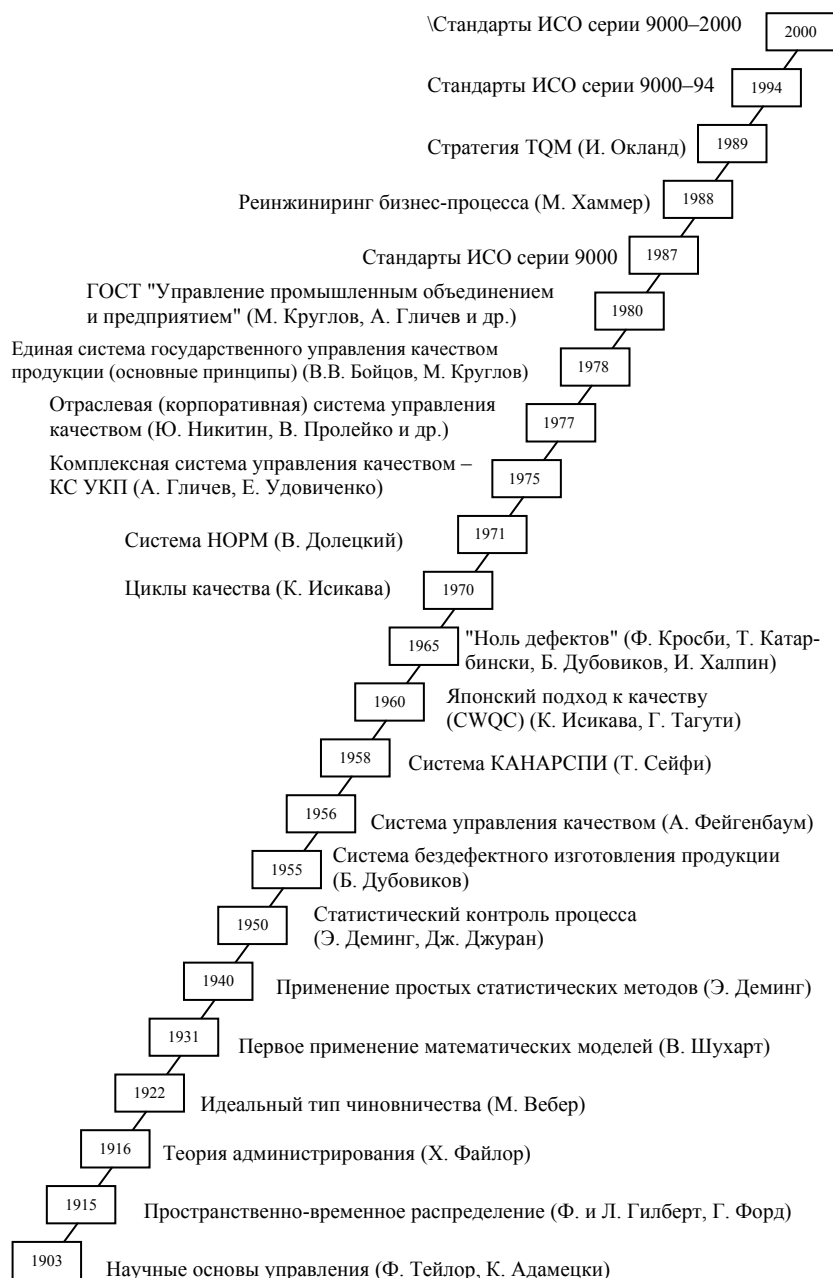 \Стандарты ИСО серии 9000–2000
2000
Стандарты ИСО серии 9000–94
1994
Стратегия TQM (И. Окланд)
1989
Реинжиниринг бизнес-процесса (М. Хаммер)
1988
Стандарты ИСО серии 9000
1987
ГОСТ "Управление промышленным объединением
и предприятием" (М. Круглов, А. Гличев и др.)
1980
Единая система государственного управления качеством
продукции (основные принципы) (В.В. Бойцов, М. Круглов)
1978
Отраслевая (корпоративная) система управления
качеством (Ю. Никитин, В. Пролейко и др.)
1977
Комплексная система управления качеством –
КС УКП (А. Гличев, Е. Удовиченко)
1975
Система НОРМ (В. Долецкий)
1971
Циклы качества (К. Исикава)
1970
1965
"Ноль дефектов" (Ф. Кросби, Т. Катар-
бински, Б. Дубовиков, И. Халпин)
1960
Японский подход к качеству
(CWQC) (К. Исикава, Г. Тагути)
1958
Система КАНАРСПИ (Т. Сейфи)
1956
Система управления качеством (А. Фейгенбаум)
1955
Система бездефектного изготовления продукции
(Б. Дубовиков)
1950
Статистический контроль процесса
(Э. Деминг, Дж. Джуран)
1940
Применение простых статистических методов (Э. Деминг)
1931
Первое применение математических моделей (В. Шухарт)
1922
Идеальный тип чиновничества (М. Вебер)
1916
Теория администрирования (Х. Файлор)
1915
Пространственно-временное распределение (Ф. и Л. Гилберт, Г. Форд)
1903
Научные основы управления (Ф. Тейлор, К. Адамецки)